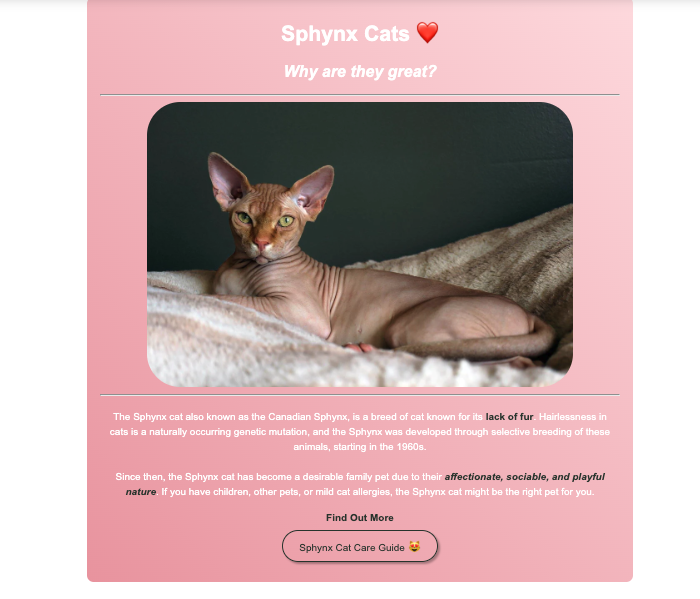 Sphynx Cats ❤️
Why are they great?
The Sphynx cat also known as the Canadian Sphynx, is a breed of cat known for its lack of fur. Hairlessness in
cats is a naturally occurring genetic mutation, and the Sphynx was developed through selective breeding of these
animals, starting in the 1960s.
Since then, the Sphynx cat has become a desirable family pet due to their affectionate, sociable, and playful
nature. If you have children, other pets, or mild cat allergies, the Sphynx cat might be the right pet for you.
Find Out More
Sphynx Cat Care Guide 😻